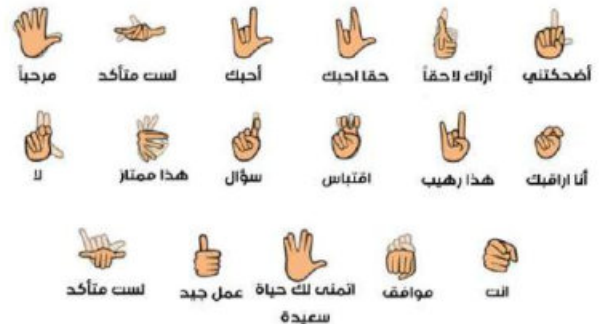 أضحكتني أراك لاحقاً حقا احبك أحبك لست متأكد مرحباً
أنا اراقبك هذا رهيب اقتباس سؤال هذا ممتاز لا
انت موافق اتمنى لك حياة عمل جيد لست متأكد
سعيدة